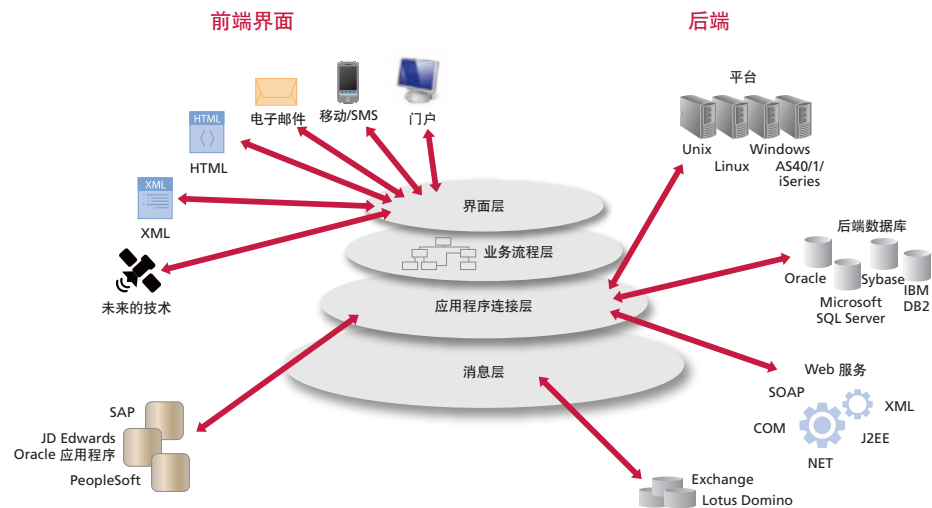 前端界面
后端
电子邮件
移动/SMS
门户
HTML
HTML
XML
XML
未来的技术
界面层
业务流程层
应用程序连接层
消息层
平台
Unix
Windows
Linux
AS40/1/
iSeries
后端数据库
Oracle
Sybase
IBM
DB2
Microsoft
SQL Server
Web 服务
SOAP
XML
COM
J2EE
NET
SAP
JD Edwards
Oracle 应用程序
PeopleSoft
Exchange
Lotus Domino